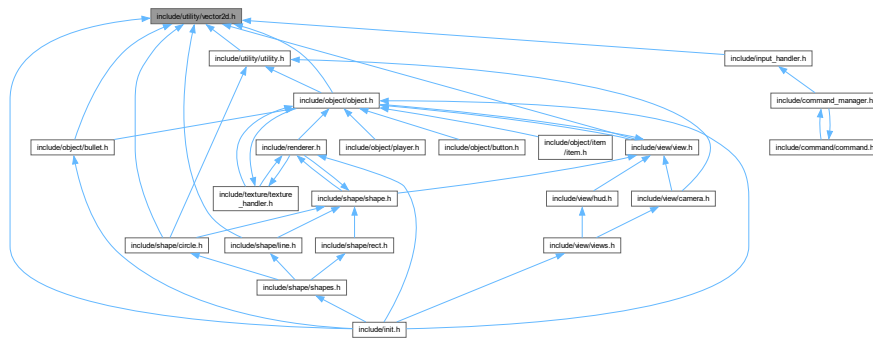 include/utility/vector2d.h
include/utility/utility.h
include/input_handler.h
include/object/object.h
include/command_manager.h
include/object/bullet.h
include/renderer.h
include/object/player.h
include/object/button.h
include/object/item
/item.h
include/view/view.h
include/command/command.h
include/texture/texture
_handler.h
include/shape/shape.h
include/view/hud.h
include/view/camera.h
include/shape/circle.h
include/shape/line.h
include/shape/rect.h
include/view/views.h
include/shape/shapes.h
include/init.h